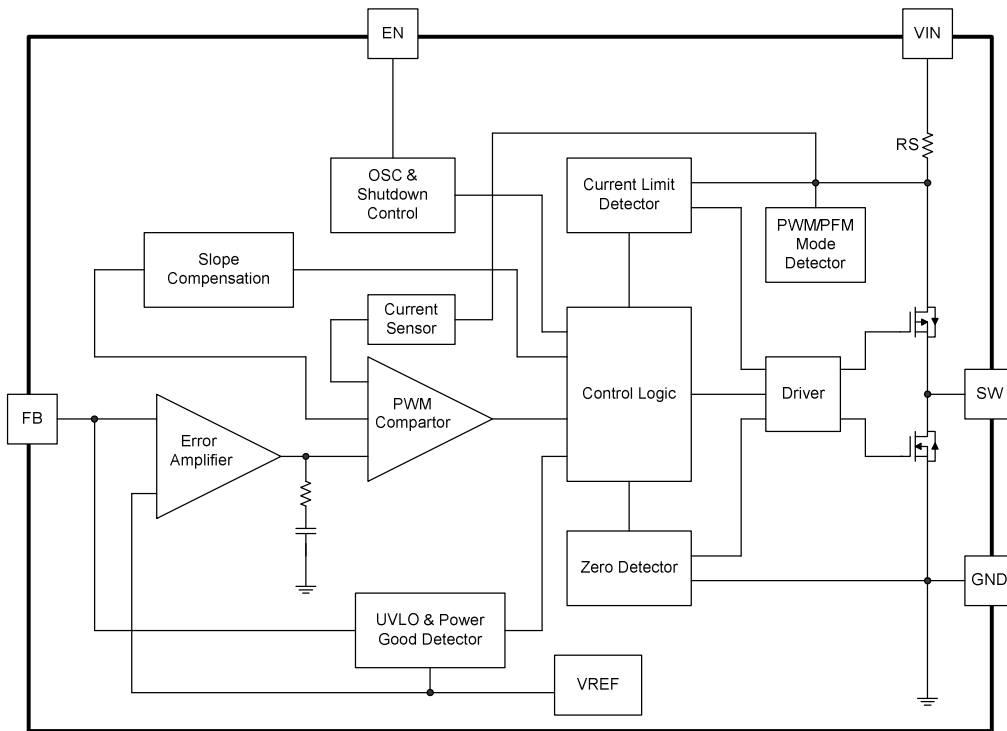 EN
VIN
RS
OSC &
Shutdown
Control
Current Limit
Detector
PWM/PFM
Mode
Detector
Slope
Compensation
Current
Sensor
PWM
Compartor
Control Logic
Driver
SW
FB
Error
Amplifier
Zero Detector
GND
UVLO & Power
Good Detector
VREF